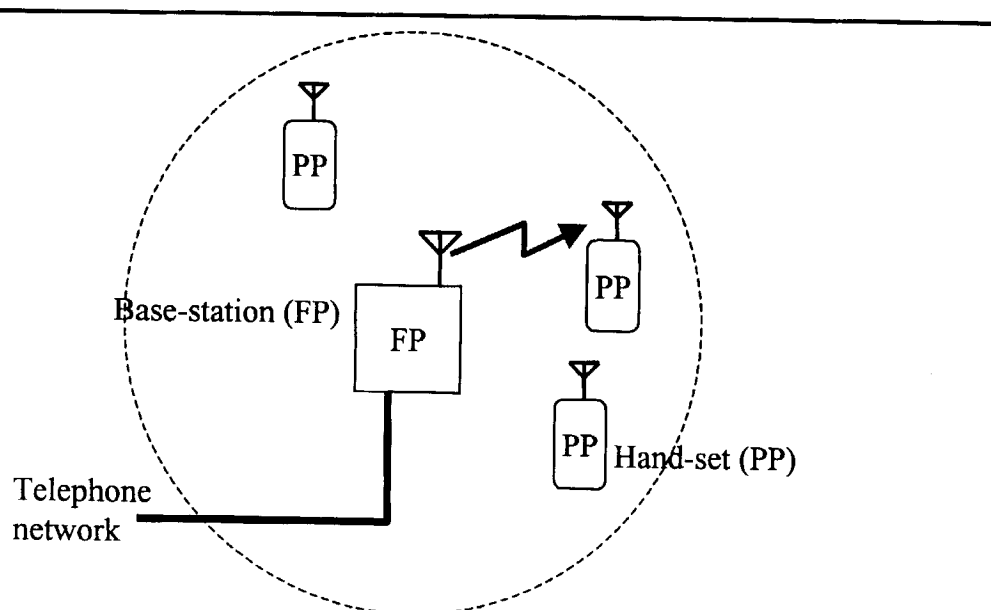 PP
Base-station (FP)
FP
PP
PP
Hand-set (PP)
Telephone
network